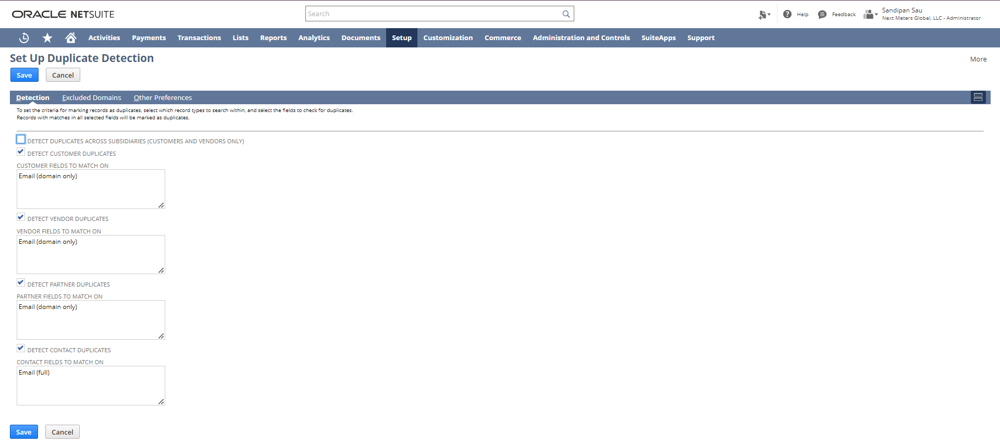 ORACLE NETSUITE
Search
Help
Feedback
Sandipan Sau
Next Meters Global, LLC - Administrator
Activities Payments Transactions Lists Reports Analytics Documents Setup Customization Commerce Administration and Controls SuiteApps Support
Set Up Duplicate Detection
More
Save Cancel
Detection Excluded Domains Other Preferences
To set the criteria for marking records as duplicates, select which record types to search within, and select the fields to check for duplicates.
Records with matches in all selected fields will be marked as duplicates.
DETECT DUPLICATES ACROSS SUBSIDIARIES (CUSTOMERS AND VENDORS ONLY)
DETECT CUSTOMER DUPLICATES
CUSTOMER FIELDS TO MATCH ON
Email (domain only)
DETECT VENDOR DUPLICATES
VENDOR FIELDS TO MATCH ON
Email (domain only)
DETECT PARTNER DUPLICATES
PARTNER FIELDS TO MATCH ON
Email (domain only)
DETECT CONTACT DUPLICATES
CONTACT FIELDS TO MATCH ON
Email (full)
Save Cancel